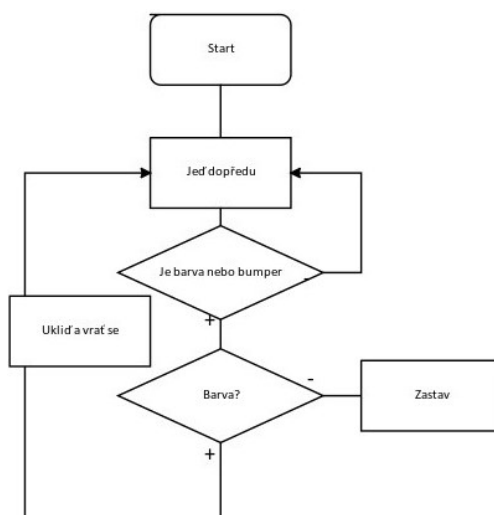 Start
Jeď dopředu
Je barva nebo bumper
-
+
Ukliď a vrať se
-
Barva?
Zastav
+